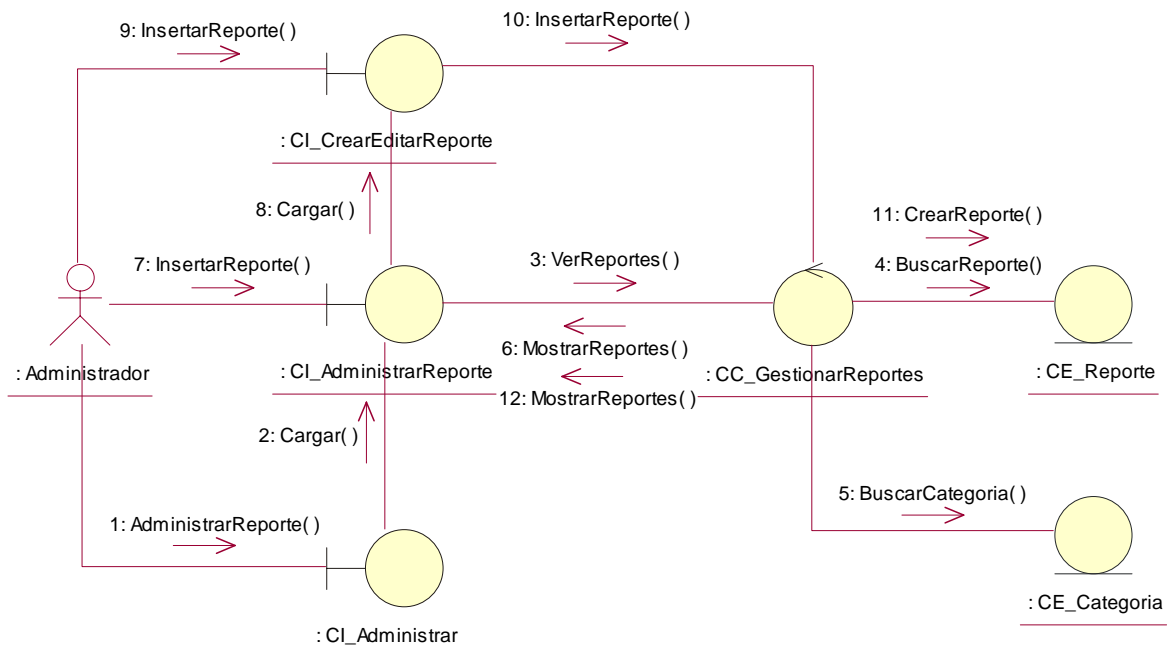 9: InsertarReporte( )
10: InsertarReporte( )
: CI_CrearEditarReporte
8: Cargar( )
11: CrearReporte( )
7: InsertarReporte( )
3: VerReportes( )
4: BuscarReporte()
6: MostrarReportes( )
: Administrador
: CI_AdministrarReporte
: CC_GestionarReportes
: CE_Reporte
12: MostrarReportes( )
2: Cargar( )
5: BuscarCategoria( )
1: AdministrarReporte( )
: CE_Categoria
: CI_Administrar